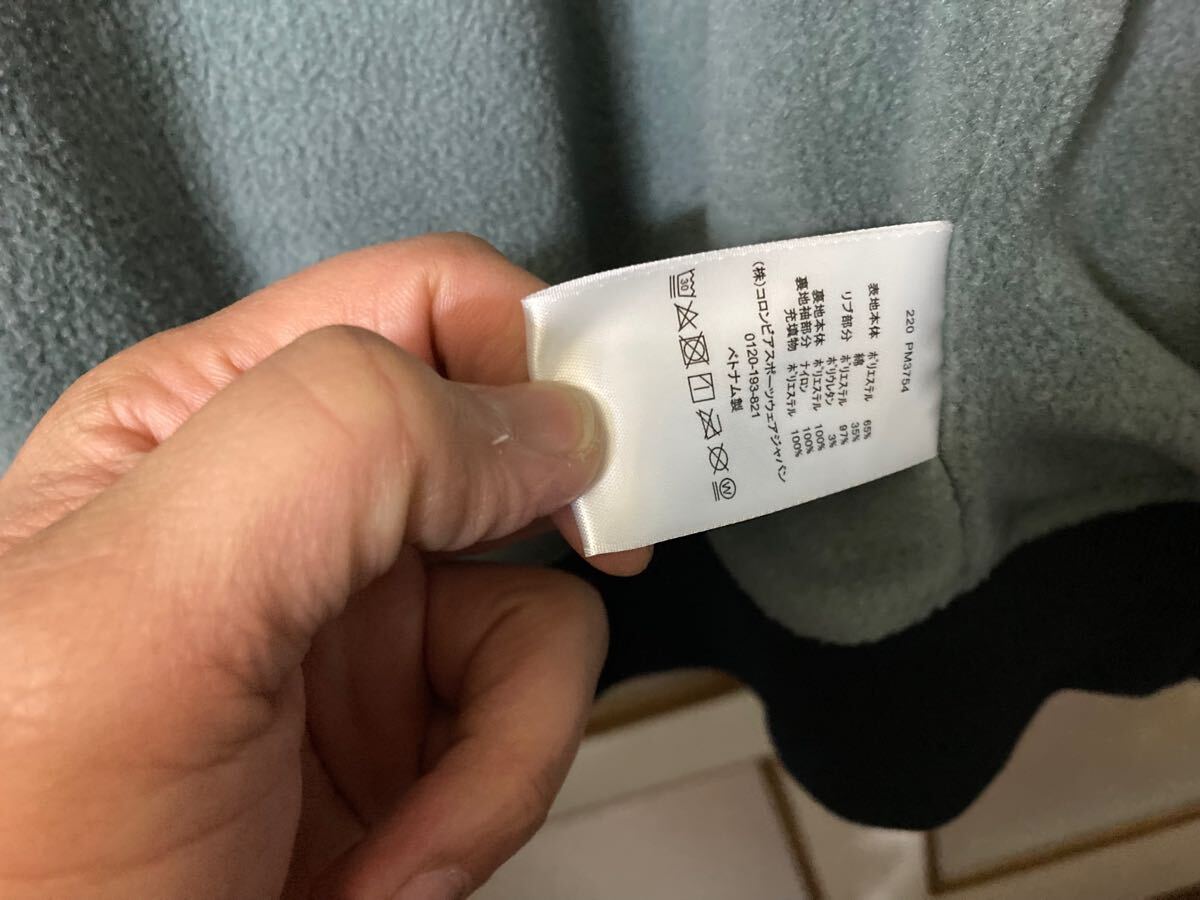 220 PM3754
表地本体 ポリエステル 65%
綿 35%
リブ部分 ポリエステル 97%
ポリウレタン 3%
裏地本体 ポリエステル 100%
裏地袖部分 ナイロン 100%
充填物 ポリエステル 100%
(株)コロンビアスポーツウェアジャパン
0120-193-821
ベトナム製
30
W